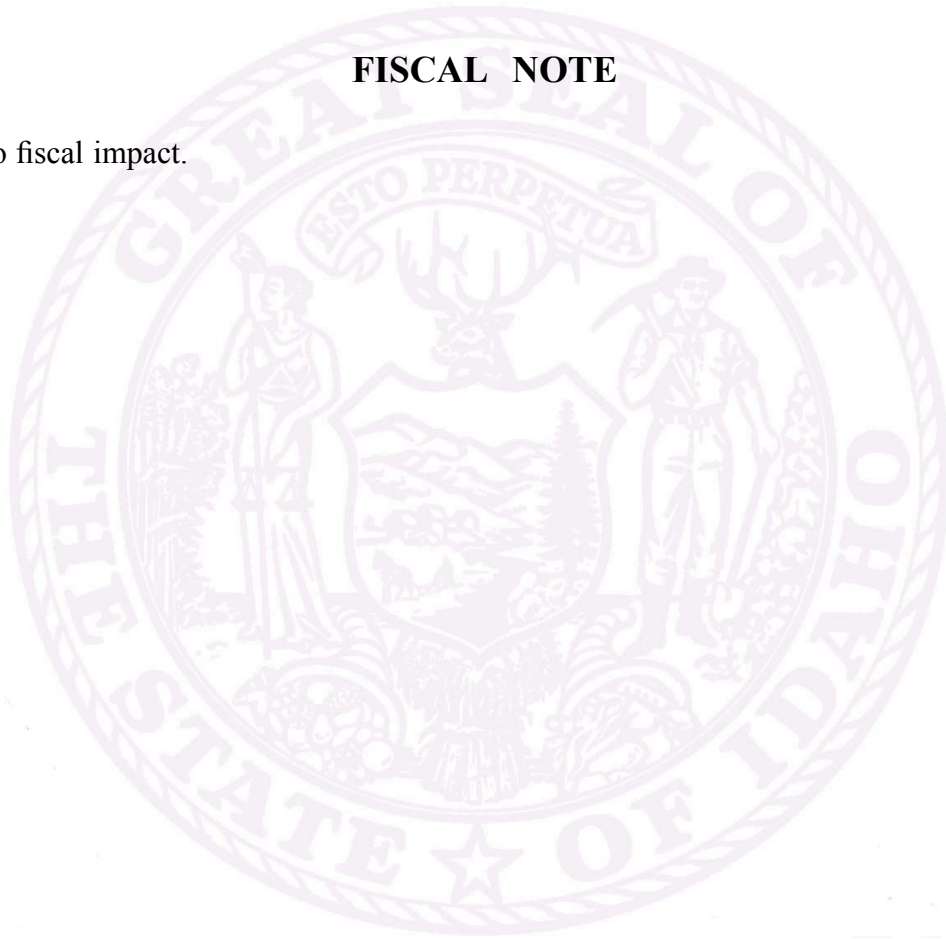 FISCAL NOTE
o fiscal impact.
GREAT SEAL OF
THE STATE OF IDAHO
ESTO PERPETUA